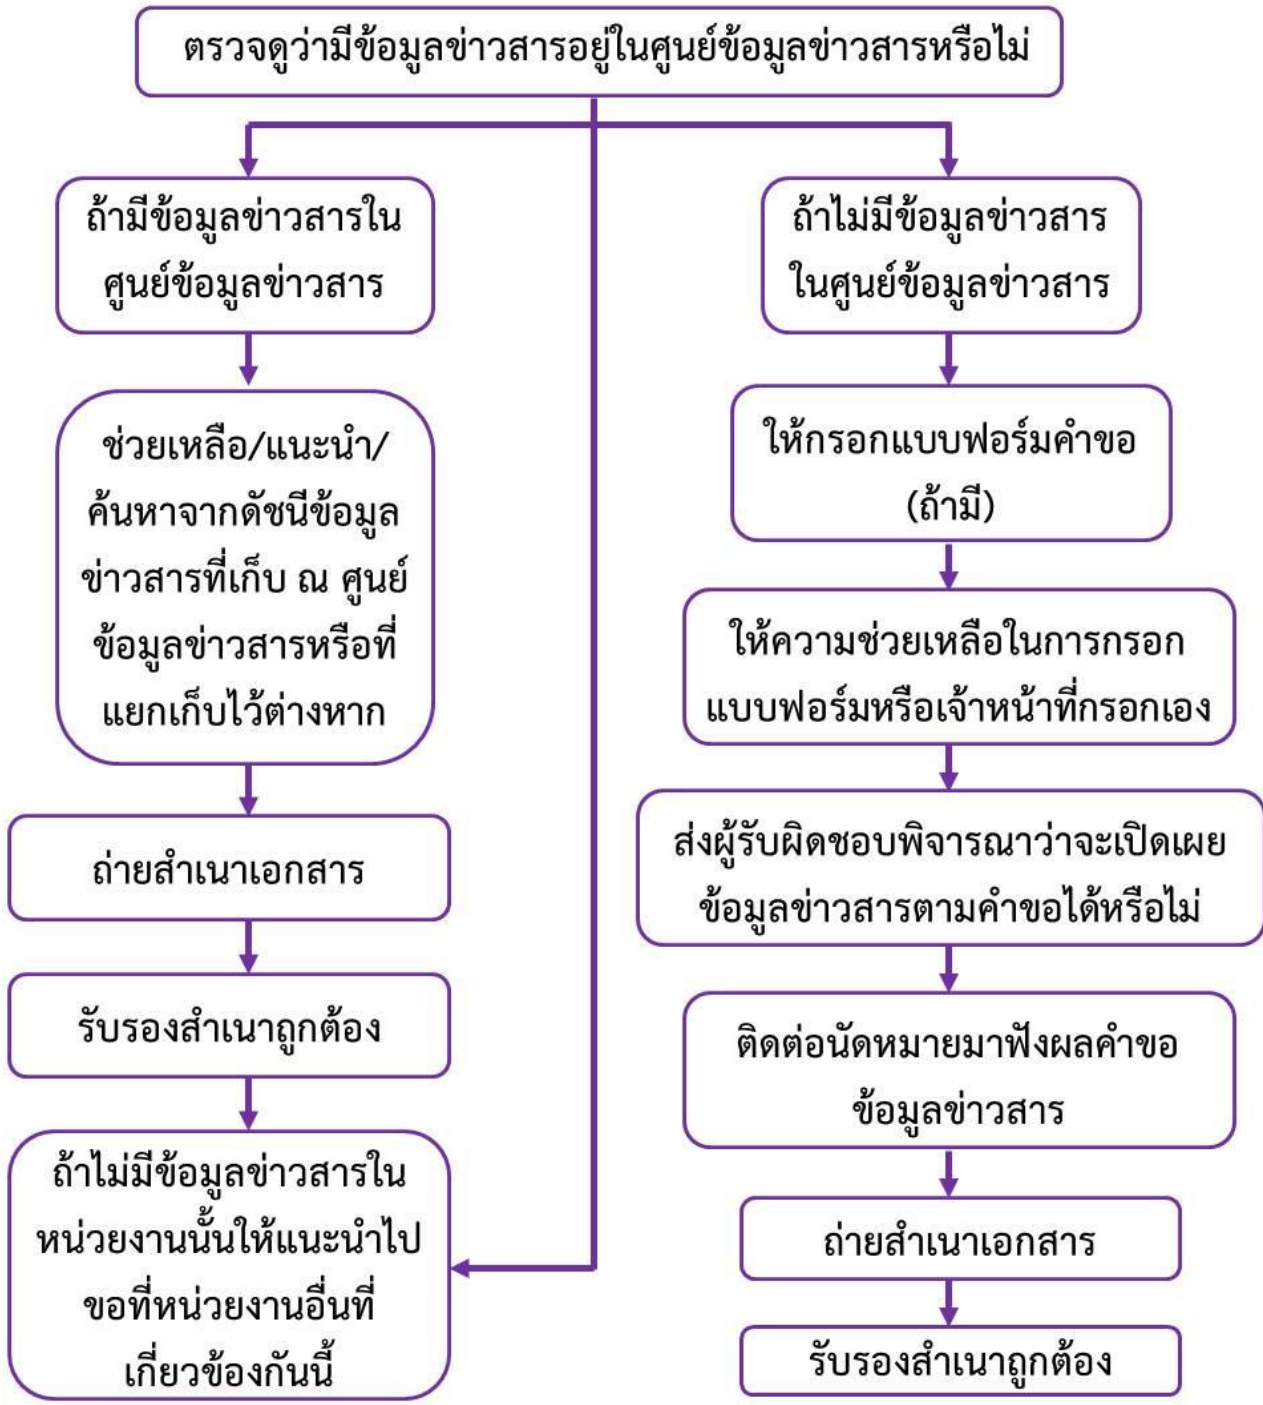 ตรวจดูว่ามีข้อมูลข่าวสารอยู่ในศูนย์ข้อมูลข่าวสารหรือไม่
ถ้ามีข้อมูลข่าวสารใน
ศูนย์ข้อมูลข่าวสาร
ช่วยเหลือ/แนะนำ/
ค้นหาจากดัชนีข้อมูล
ข่าวสารที่เก็บ ณ ศูนย์
ข้อมูลข่าวสารหรือที่
แยกเก็บไว้ต่างหาก
ถ่ายสำเนาเอกสาร
รับรองสำเนาถูกต้อง
ถ้าไม่มีข้อมูลข่าวสารใน
หน่วยงานนั้นให้แนะนำไป
ขอที่หน่วยงานอื่นที่
เกี่ยวข้องกันนี้
ถ้าไม่มีข้อมูลข่าวสาร
ในศูนย์ข้อมูลข่าวสาร
ให้กรอกแบบฟอร์มคำขอ
(ถ้ามี)
ให้ความช่วยเหลือในการกรอก
แบบฟอร์มหรือเจ้าหน้าที่กรอกเอง
ส่งผู้รับผิดชอบพิจารณาว่าจะเปิดเผย
ข้อมูลข่าวสารตามคำขอได้หรือไม่
ติดต่อนัดหมายมาฟังผลคำขอ
ข้อมูลข่าวสาร
ถ่ายสำเนาเอกสาร
รับรองสำเนาถูกต้อง